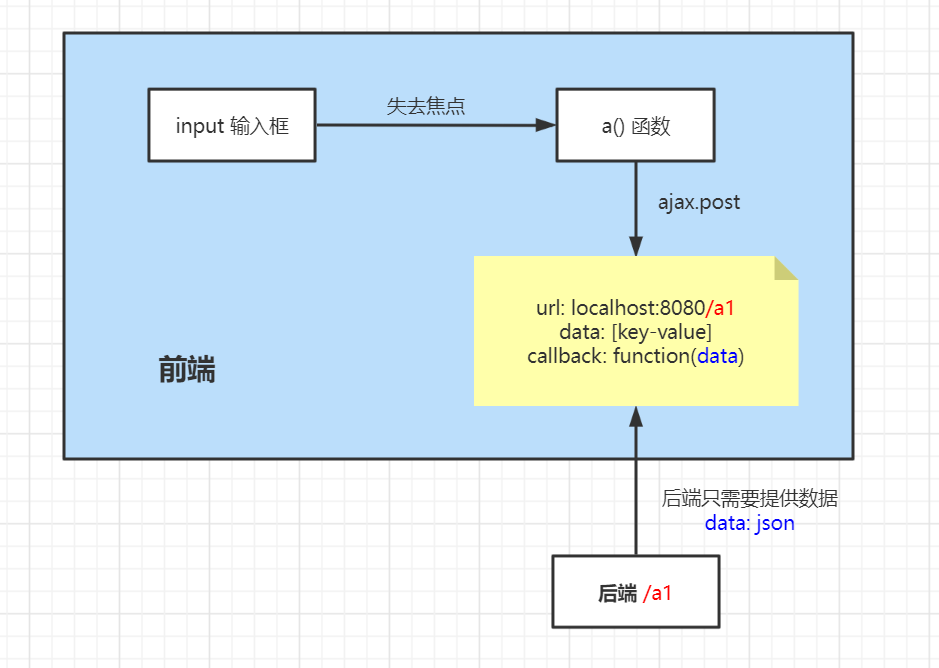 失去焦点
input 输入框
a() 函数
ajax.post
url: localhost:8080/a1
data: [key-value]
callback: function(data)
前端
后端只需要提供数据
data: json
后端 /a1